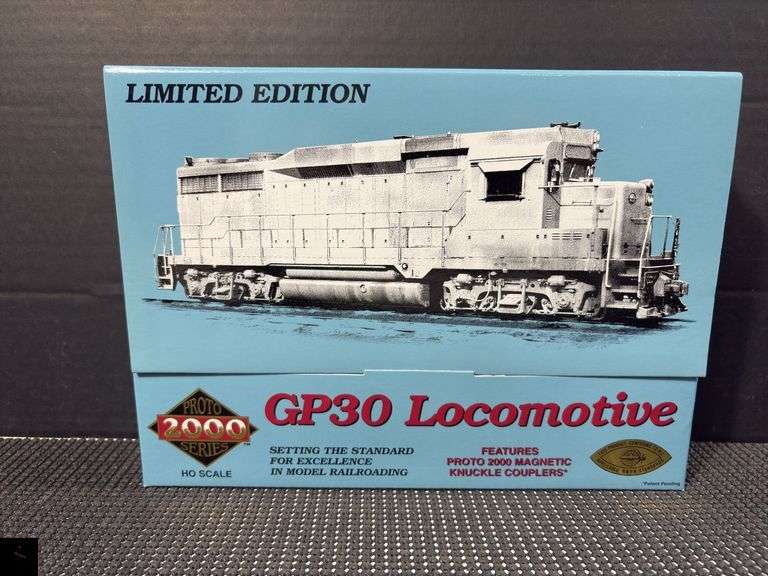 LIMITED EDITION
PROTO
2000
SERIES
™
HO SCALE
GP30 Locomotive
SETTING THE STANDARD
FOR EXCELLENCE
IN MODEL RAILROADING
FEATURES
PROTO 2000 MAGNETIC
KNUCKLE COUPLERS*
*Patent Pending